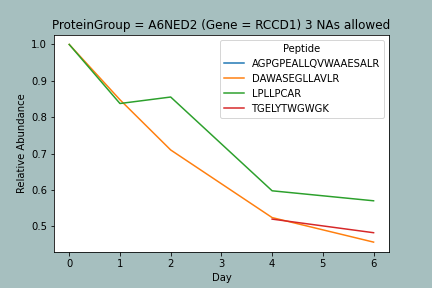 ProteinGroup = A6NED2 (Gene = RCCD1) 3 NAs allowed
Peptide
AGPGPEALLQVWAAESALR
DAWASEGLLAVLR
LPLLPCAR
TGELYTWGWGK
Relative Abundance
1.0
0.9
0.8
0.7
0.6
0.5
0 1 2 3 4 5 6
Day